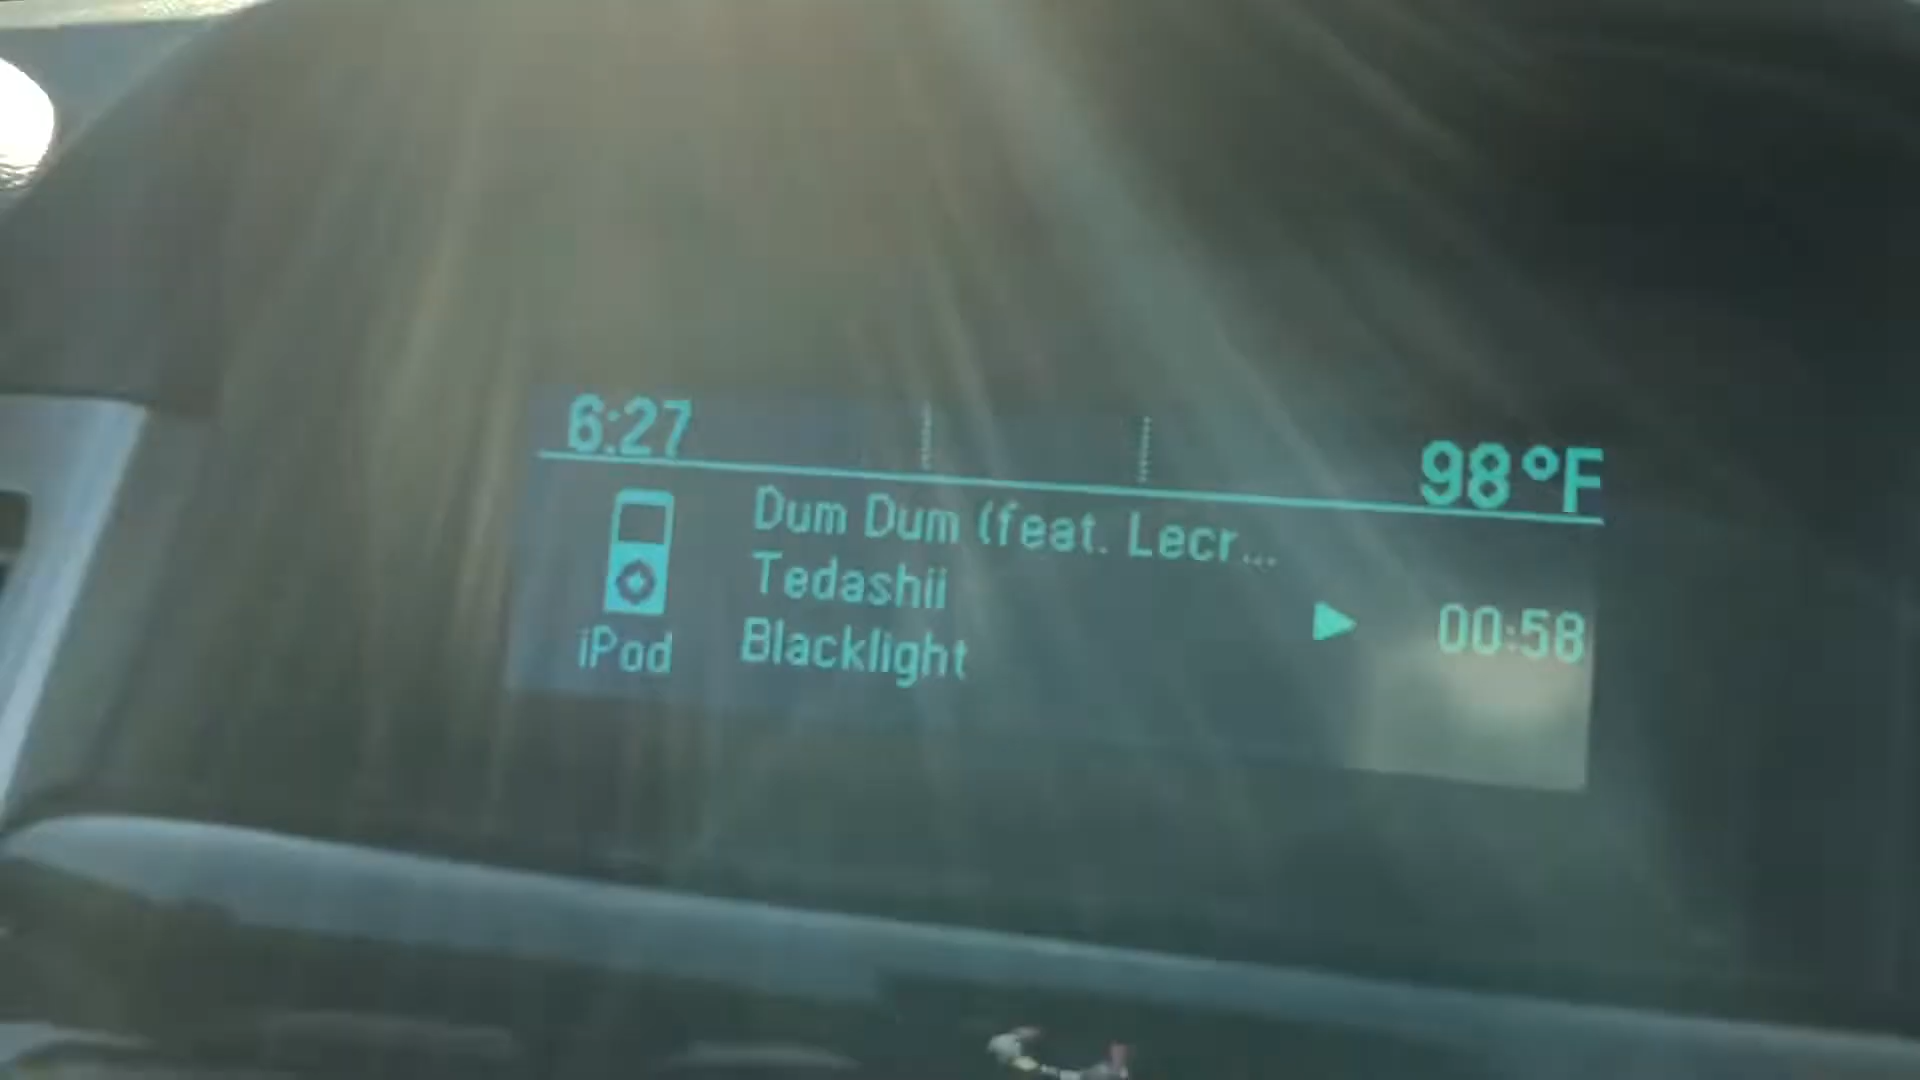 6:27 98°F
Dum Dum (feat. Lecr...
Tedashii
Blacklight
00:58
iPod